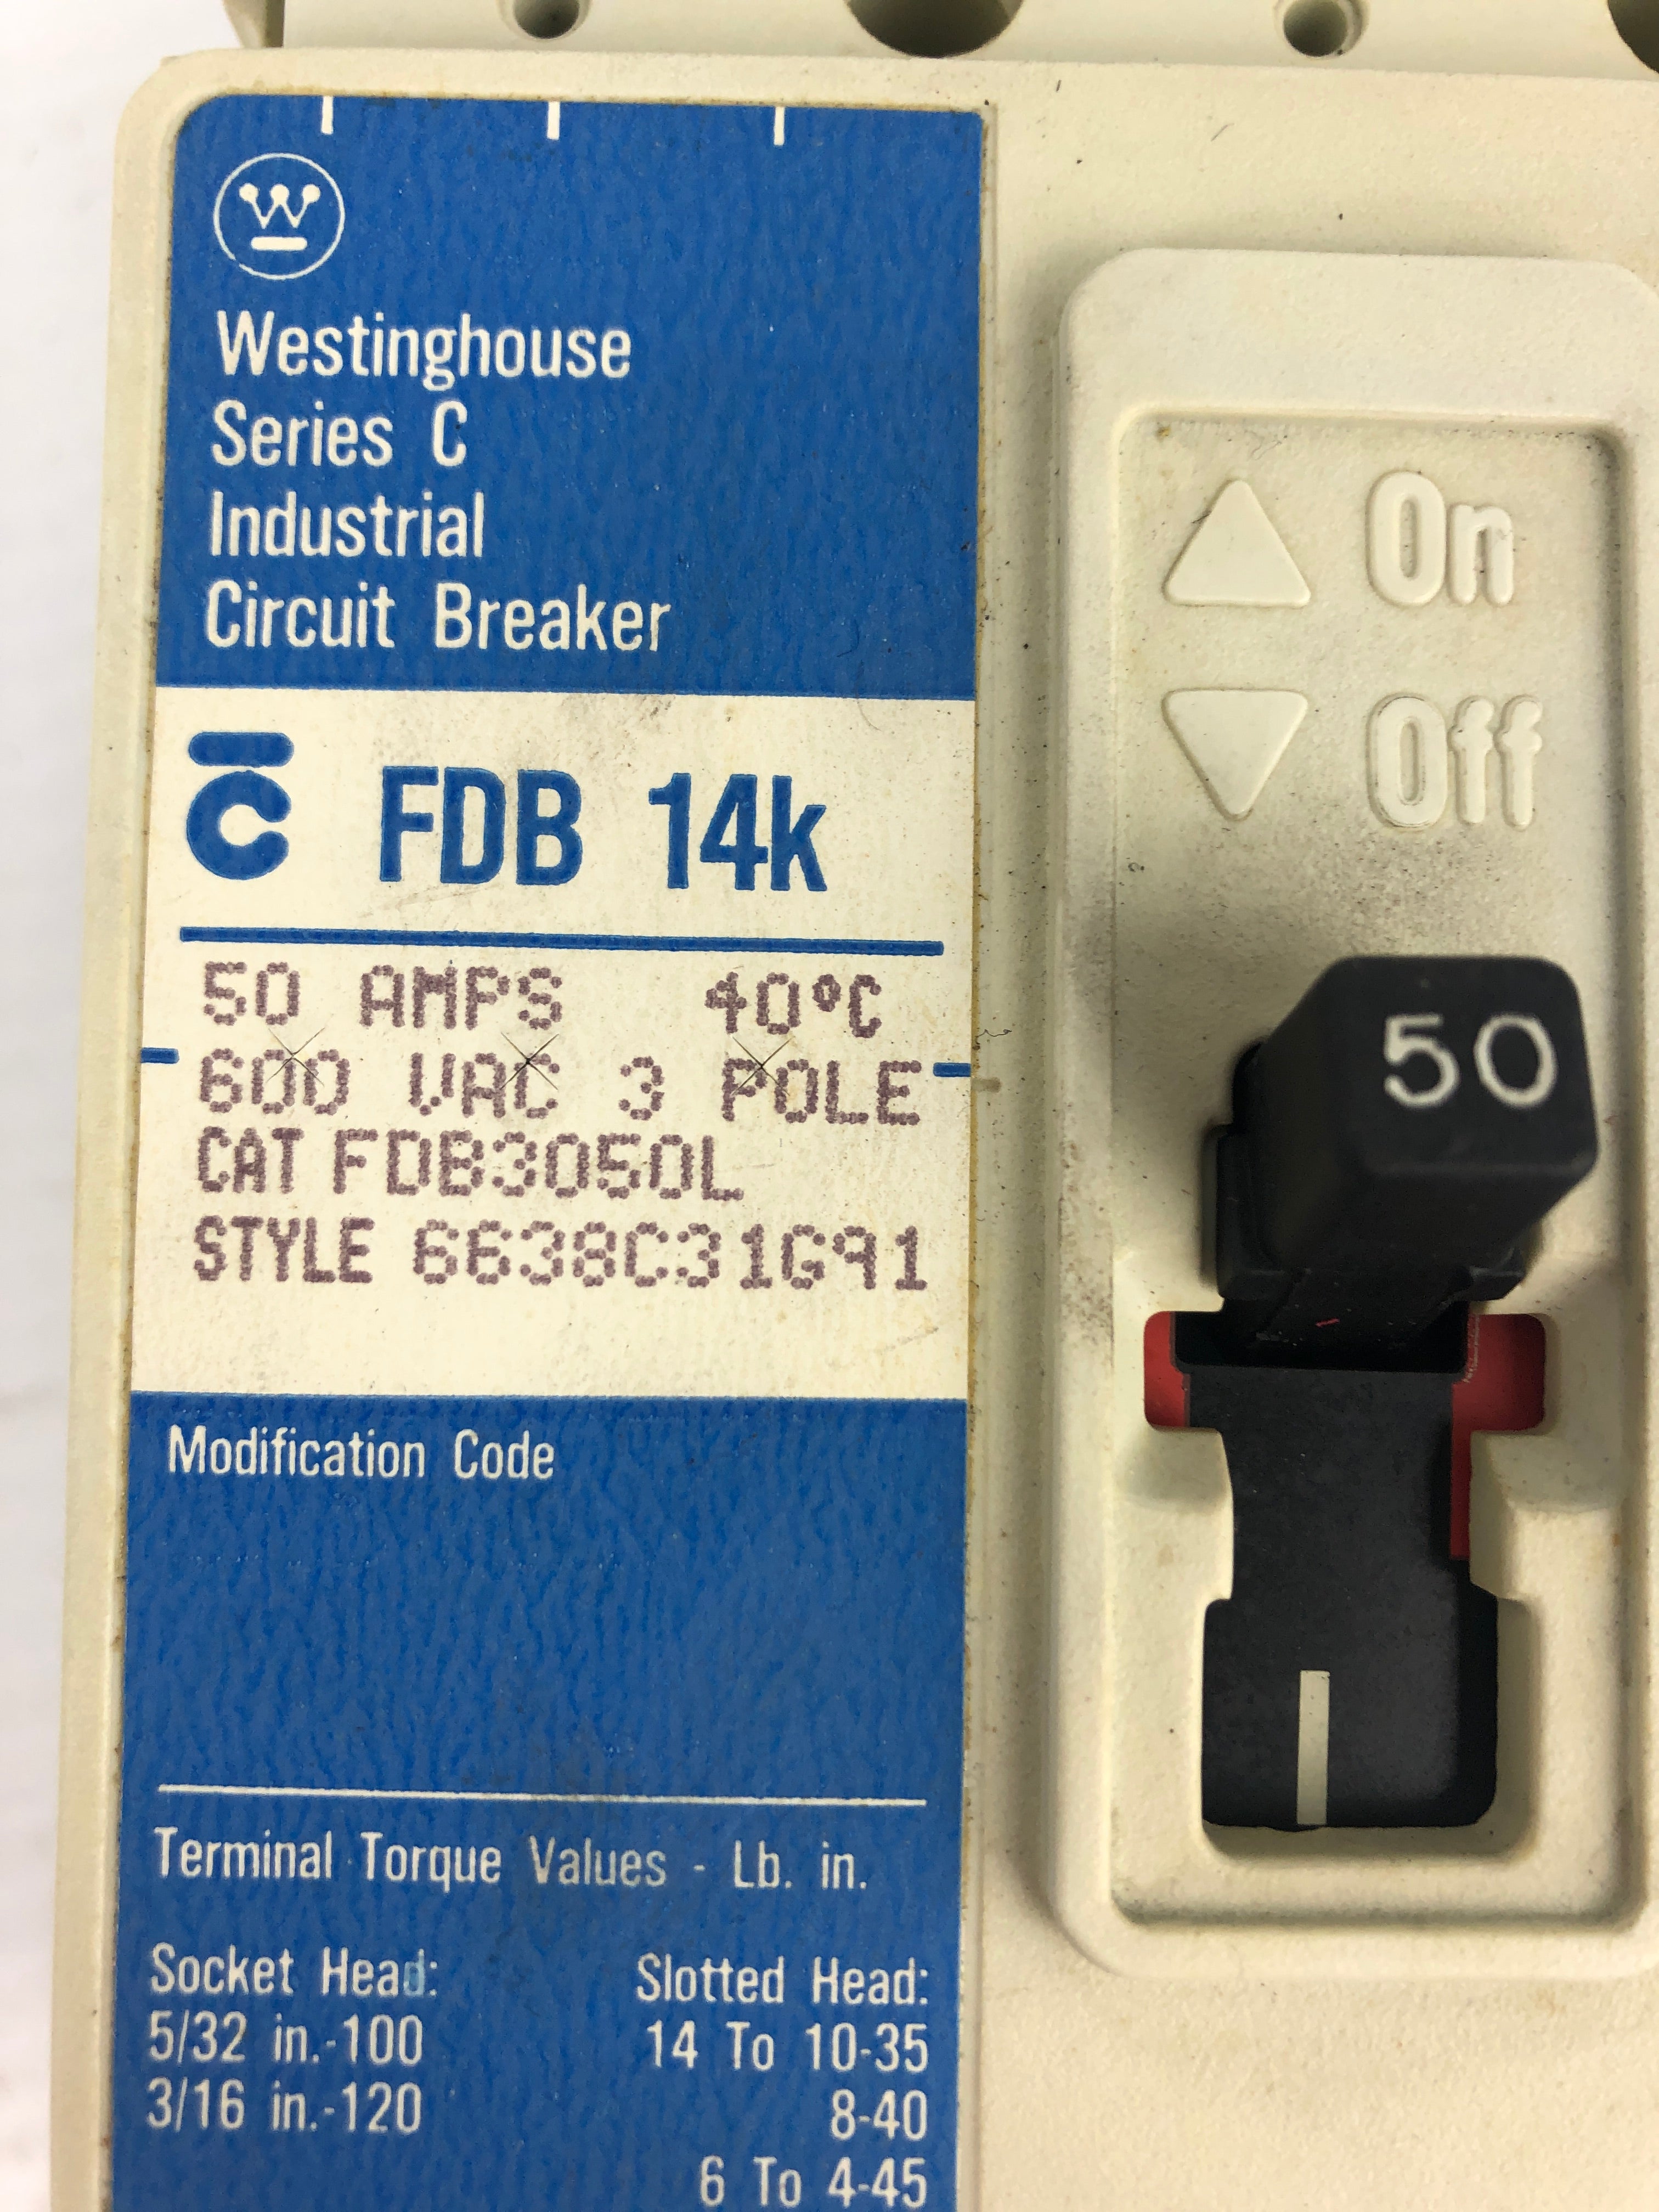 W
Westinghouse
Series C
Industrial
Circuit Breaker
C FDB 14k
50 AMPS 40°C
600 VAC 3 POLE
CAT FDB3050L
STYLE 6638C31G91
Modification Code
Terminal Torque Values - Lb. in.
Socket Head: Slotted Head:
5/32 in.-100 14 To 10-35
3/16 in.-120 8-40
6 To 4-45
On
Off
50